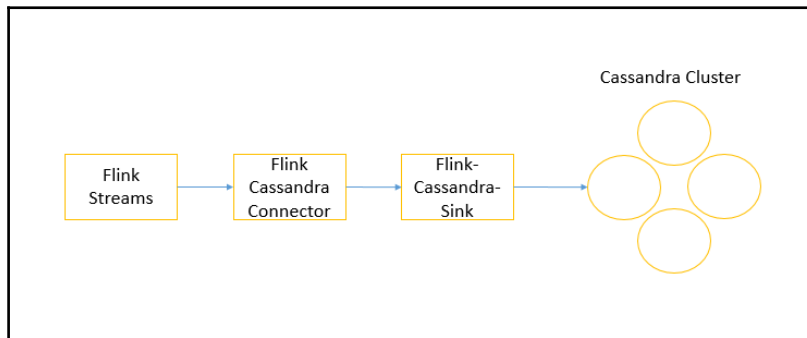 Cassandra Cluster
Flink
Streams
Flink
Cassandra
Connector
Flink-
Cassandra-
Sink